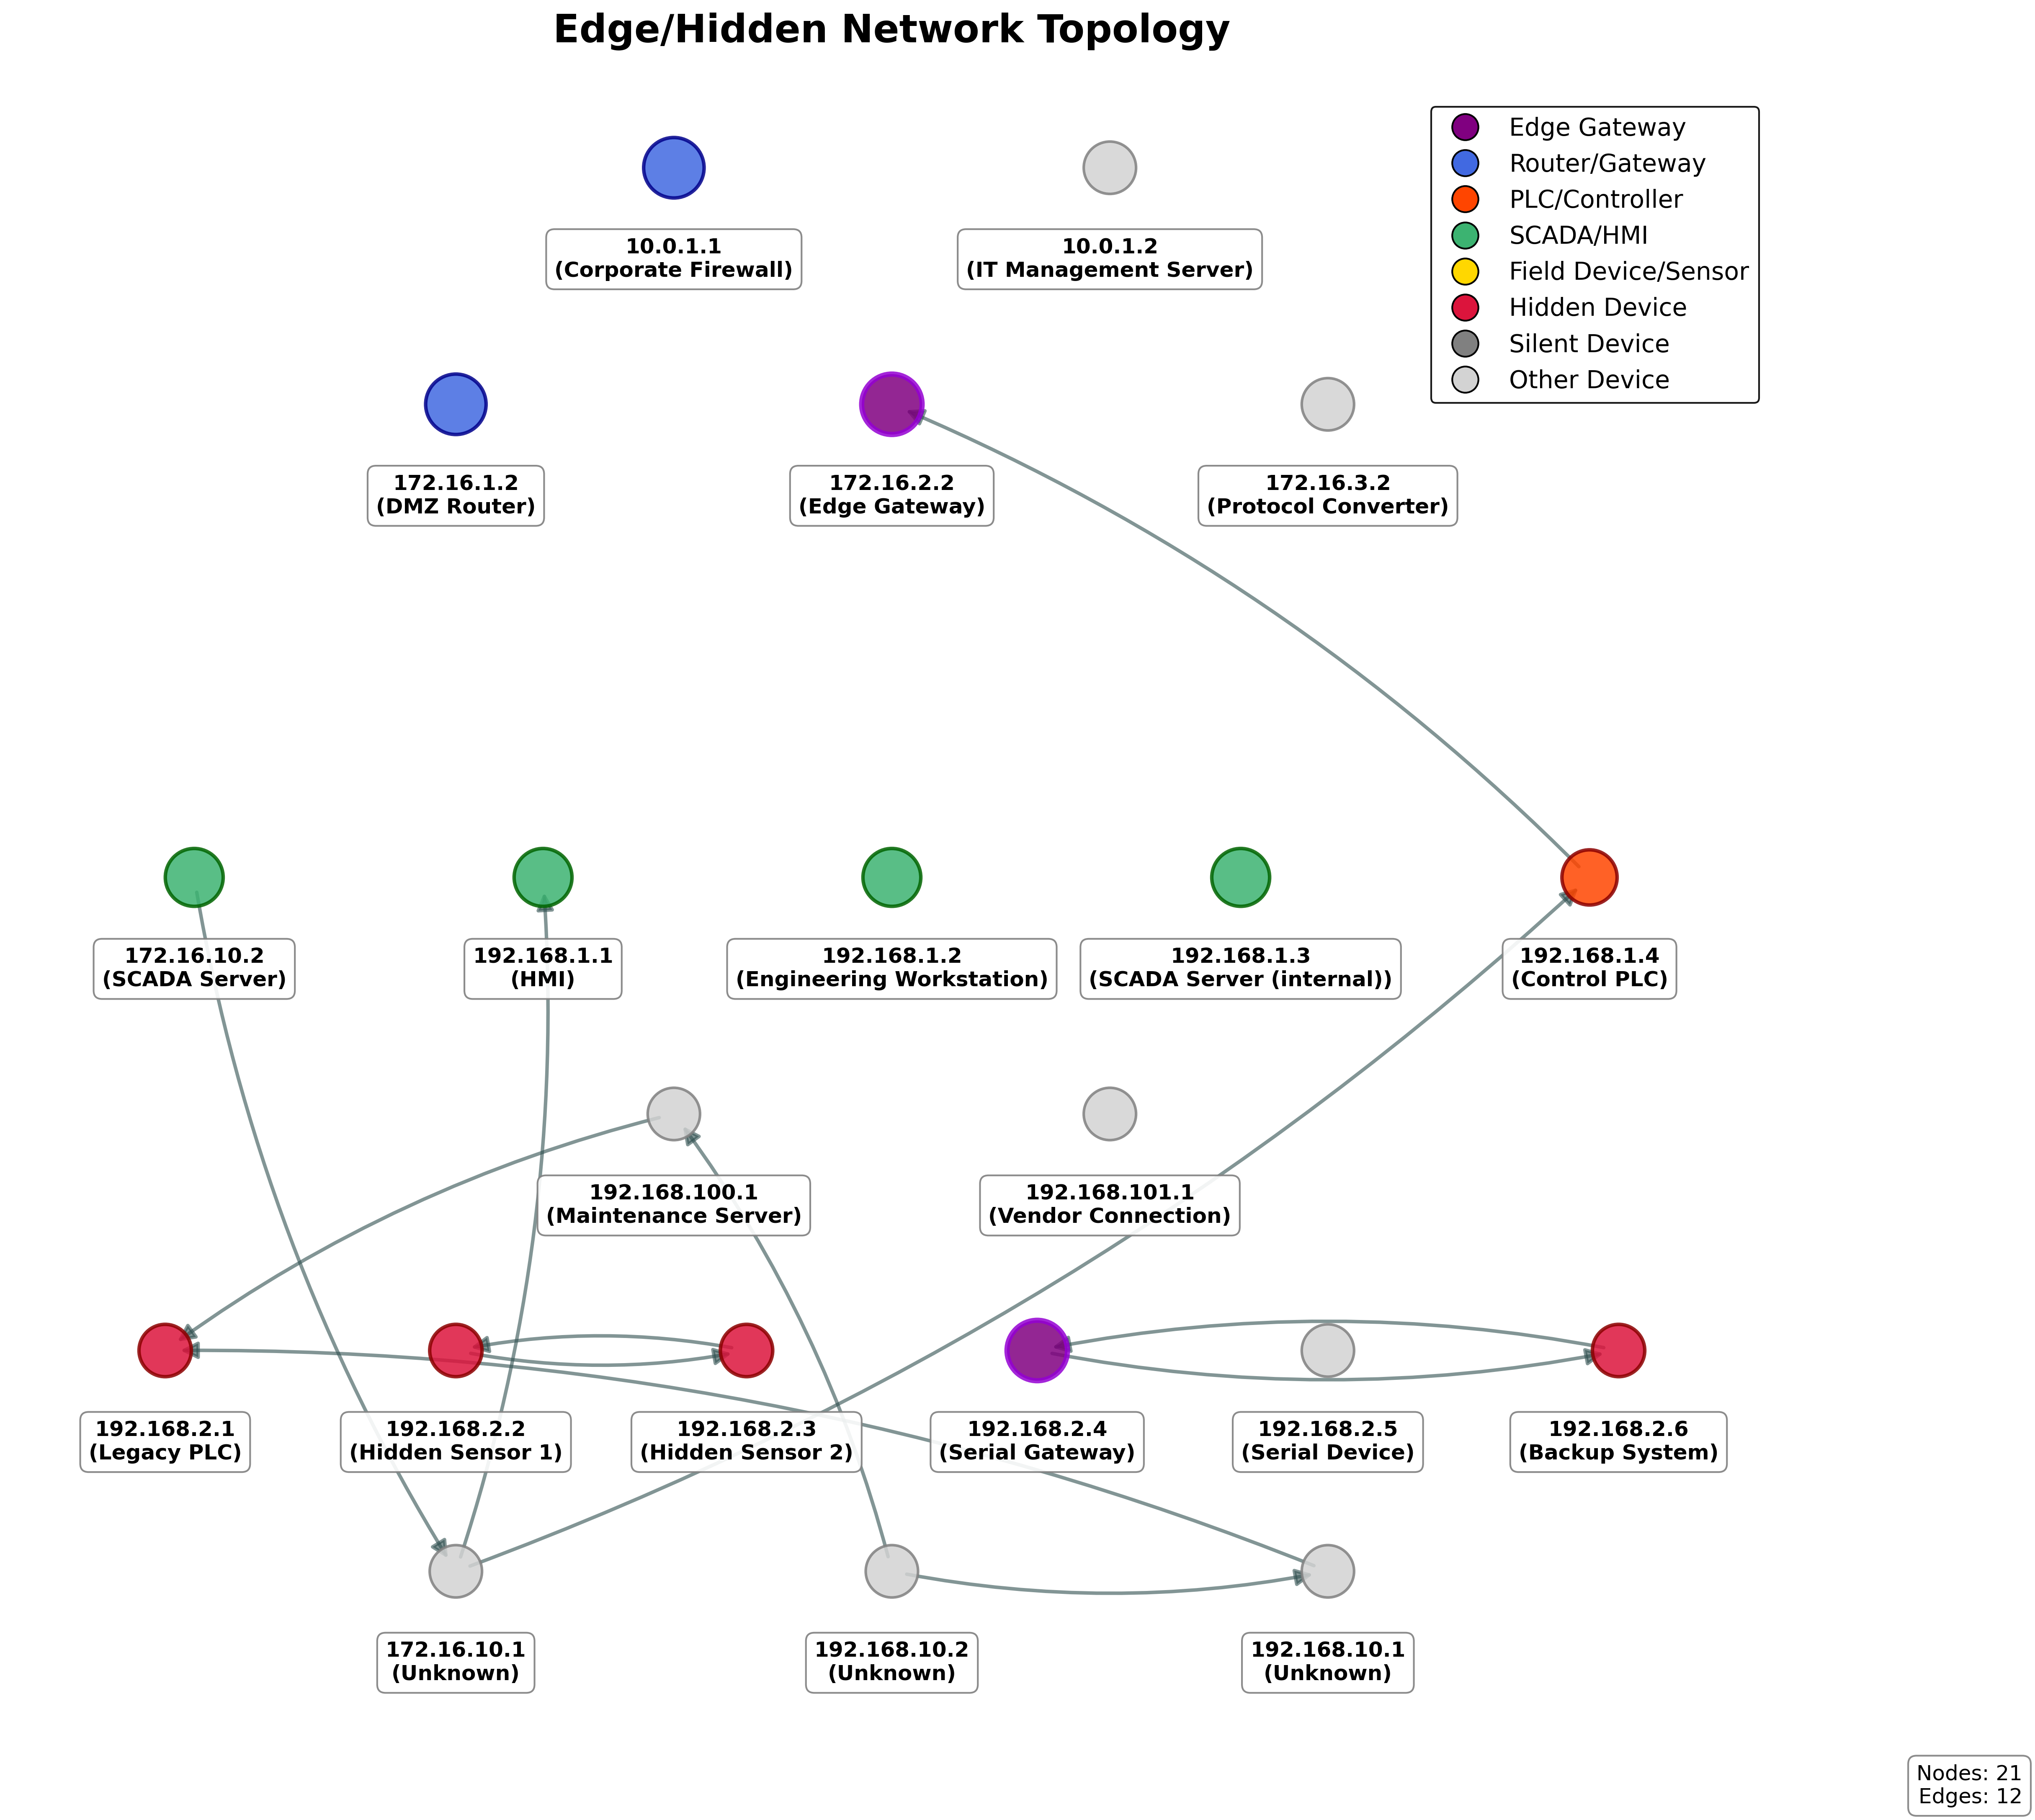 Edge/Hidden Network Topology
Edge Gateway
Router/Gateway
PLC/Controller
SCADA/HMI
Field Device/Sensor
Hidden Device
Silent Device
Other Device
10.0.1.1
(Corporate Firewall)
10.0.1.2
(IT Management Server)
172.16.1.2
(DMZ Router)
172.16.2.2
(Edge Gateway)
172.16.3.2
(Protocol Converter)
172.16.10.2
(SCADA Server)
192.168.1.1
(HMI)
192.168.1.2
(Engineering Workstation)
192.168.1.3
(SCADA Server (internal))
192.168.1.4
(Control PLC)
192.168.100.1
(Maintenance Server)
192.168.101.1
(Vendor Connection)
192.168.2.1
(Legacy PLC)
192.168.2.2
(Hidden Sensor 1)
192.168.2.3
(Hidden Sensor 2)
192.168.2.4
(Serial Gateway)
192.168.2.5
(Serial Device)
192.168.2.6
(Backup System)
172.16.10.1
(Unknown)
192.168.10.2
(Unknown)
192.168.10.1
(Unknown)
Nodes: 21
Edges: 12